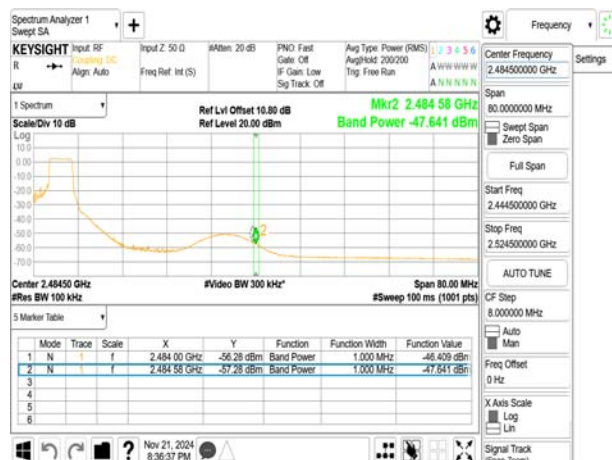 Spectrum Analyzer 1
Swept SA
Frequency
KEYSIGHT
R
Input: RF
Coupling: DC
Align: Auto
Input Z: 50 Ω
Freq Ref: Int (S)
#Atten: 20 dB
PNO: Fast
Gate: Off
IF Gain: Low
Sig Track: Off
Avg Type: Power (RMS)
Avg|Hold: 200/200
Trig: Free Run
1 2 3 4 5 6
A W W W W W
A N N N N N
Center Frequency
2.484500000 GHz
Settings
Span
80.0000000 MHz
Swept Span
Zero Span
Full Span
Start Freq
2.444500000 GHz
Stop Freq
2.524500000 GHz
AUTO TUNE
CF Step
8.000000 MHz
Auto
Man
Freq Offset
0 Hz
X Axis Scale
Log
Lin
Signal Track
(Span Zoom)
1 Spectrum
Scale/Div 10 dB
Log
Ref Lvl Offset 10.80 dB
Ref Level 20.00 dBm
Mkr2 2.484 58 GHz
Band Power -47.641 dBm
10.0
0.00
-10.0
-20.0
-30.0
-40.0
-50.0
-60.0
-70.0
2
Center 2.48450 GHz
#Res BW 100 kHz
#Video BW 300 kHz*
Span 80.00 MHz
#Sweep 100 ms (1001 pts)
5 Marker Table
Mode Trace Scale X Y Function Function Width Function Value
1 N 1 f 2.484 00 GHz -56.28 dBm Band Power 1.000 MHz -46.409 dBm
2 N 1 f 2.484 58 GHz -57.28 dBm Band Power 1.000 MHz -47.641 dBm
3
4
5
6
?
Nov 21, 2024
8:36:37 PM